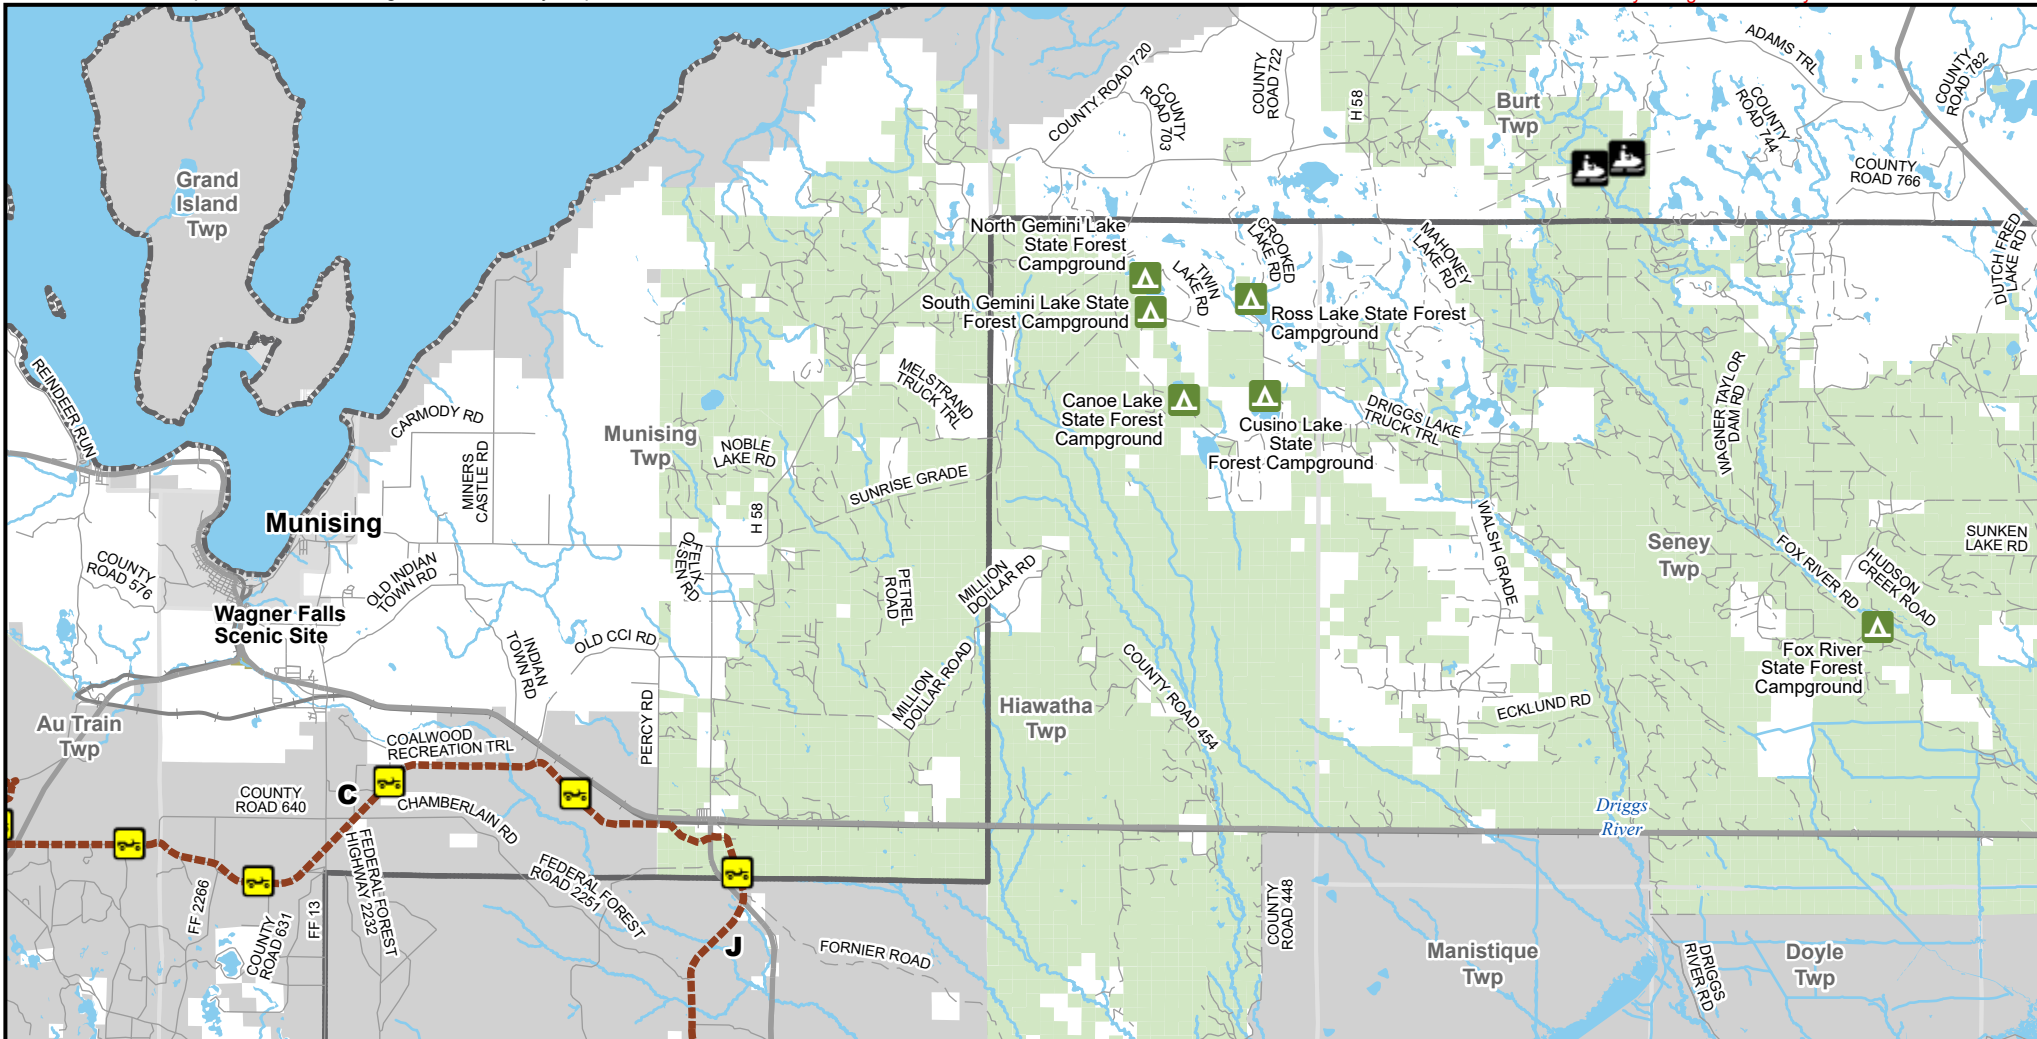 COUNTY ROAD 720
COUNTY
ROAD 703
COUNTY
ROAD 722
H 58
Burt
Twp
ADAMS TRL
COUNTY
ROAD 782
COUNTY
ROAD 744
COUNTY
ROAD 766
Grand
Island
Twp
North Gemini Lake
State Forest
Campground
TWIN
LAKE RD
CROOKED
LAKE RD
MAHONEY
LAKE RD
DUTCH FRED
LAKE RD
South Gemini Lake State
Forest Campground
Ross Lake State Forest
Campground
REINDEER RUN
CARMODY RD
MELSTRAND
TRUCK TRL
WAGNER TAYLOR
DAM RD
Canoe Lake
State Forest
Campground
Cusino Lake
State
Forest Campground
DRIGGS LAKE
TRUCK TRL
Munising
Twp
NOBLE
LAKE RD
MINERS
CASTLE RD
SUNRISE GRADE
H 58
Munising
WALSH GRADE
Seney
Twp
SUNKEN
LAKE RD
COUNTY
ROAD 576
OLD INDIAN
TOWN RD
FELIX
OLSEN RD
PETREL
ROAD
MILLION
DOLLAR RD
FOX RIVER RD
HUDSON
CREEK ROAD
Wagner Falls
Scenic Site
INDIAN
TOWN RD
OLD CCI RD
MILLION
DOLLAR ROAD
COUNTY ROAD 454
Fox River
State Forest
Campground
PERCY RD
Hiawatha
Twp
ECKLUND RD
Au Train
Twp
COALWOOD
RECREATION TRL
COUNTY
ROAD 640
C
CHAMBERLAIN RD
Driggs
River
FEDERAL FOREST
HIGHWAY 2232
FEDERAL FOREST
ROAD 2251
FF 2266
COUNTY
ROAD 631
FF 13
J
FORNIER ROAD
COUNTY
ROAD 448
Manistique
Twp
DRIGGS
RIVER RD
Doyle
Twp